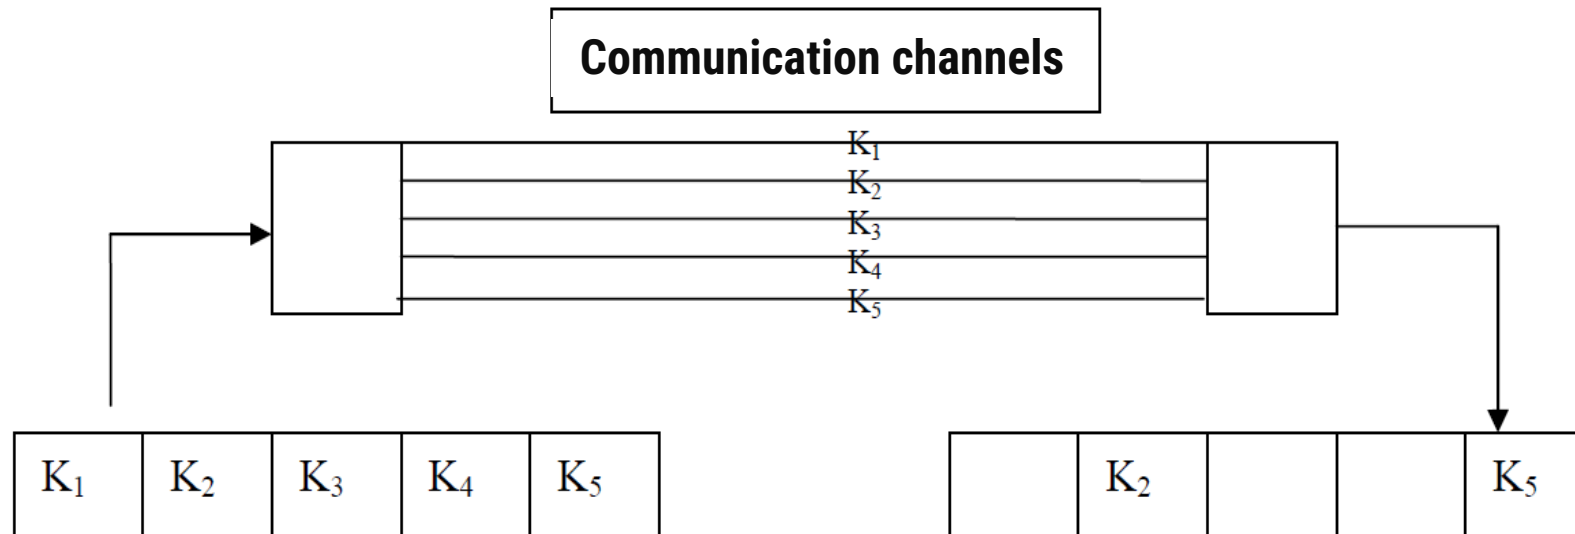 Communication channels
K₁
K₂
K₃
K₄
K₅
K₁ K₂ K₃ K₄ K₅ K₂ K₅